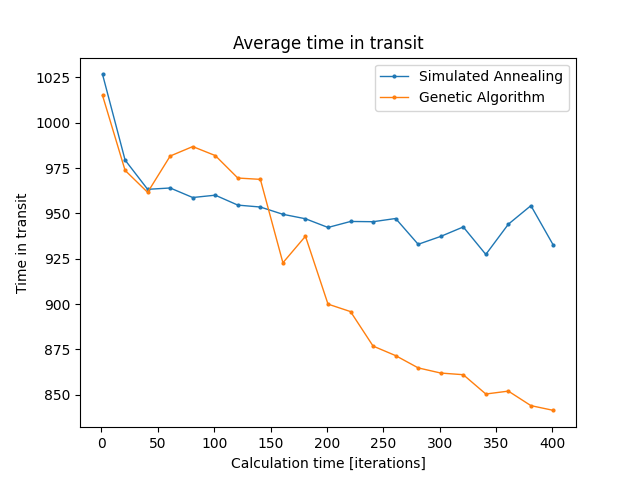 Average time in transit
Simulated Annealing
Genetic Algorithm
Time in transit
1025
1000
975
950
925
900
875
850
0 50 100 150 200 250 300 350 400
Calculation time [iterations]